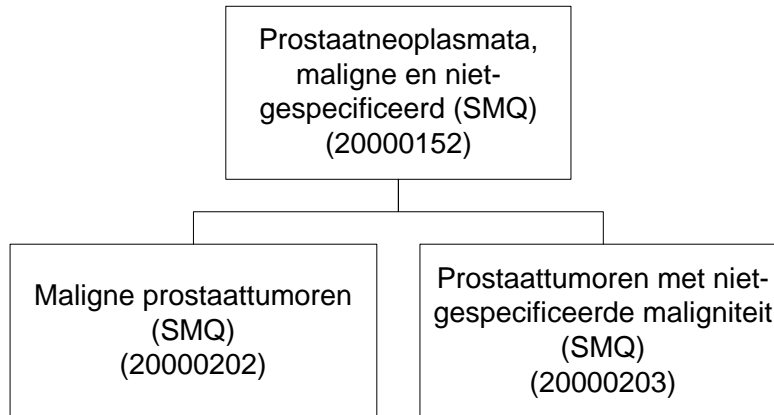 Prostaatneoplasmata,
maligne en niet-
gespecificeerd (SMQ)
(20000152)
Maligne prostaattumoren
(SMQ)
(20000202)
Prostaattumoren met niet-
gespecificeerde maligniteit
(SMQ)
(20000203)